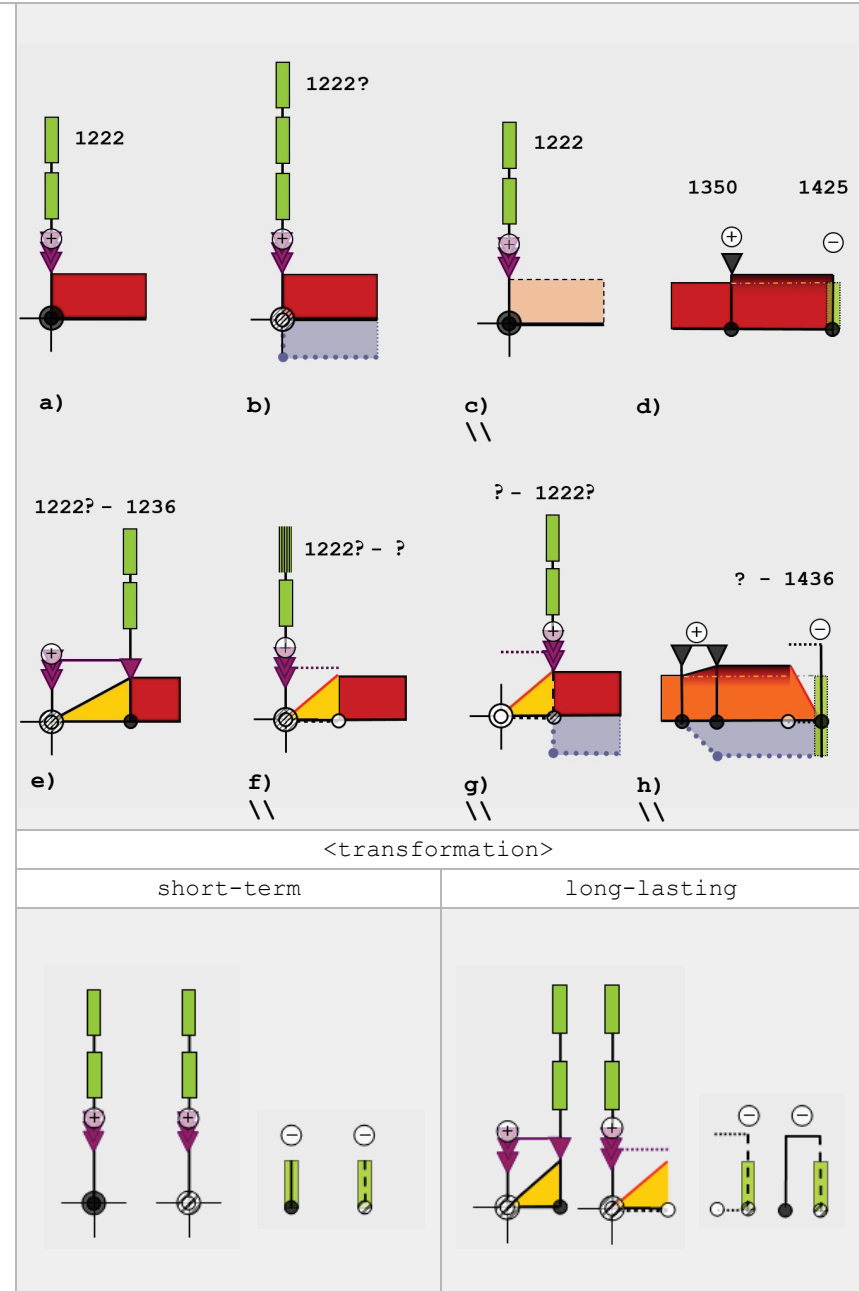 1222?
1222
1222
1350 1425
+ −
+ + +
a) b) c) d)
\\
? - 1222?
1222? - 1236
1222? - ?
? - 1436
+ −
+ + +
e) f) g) h)
\\ \\ \\
<transformation>
short-term long-lasting
+ + − − + + − −